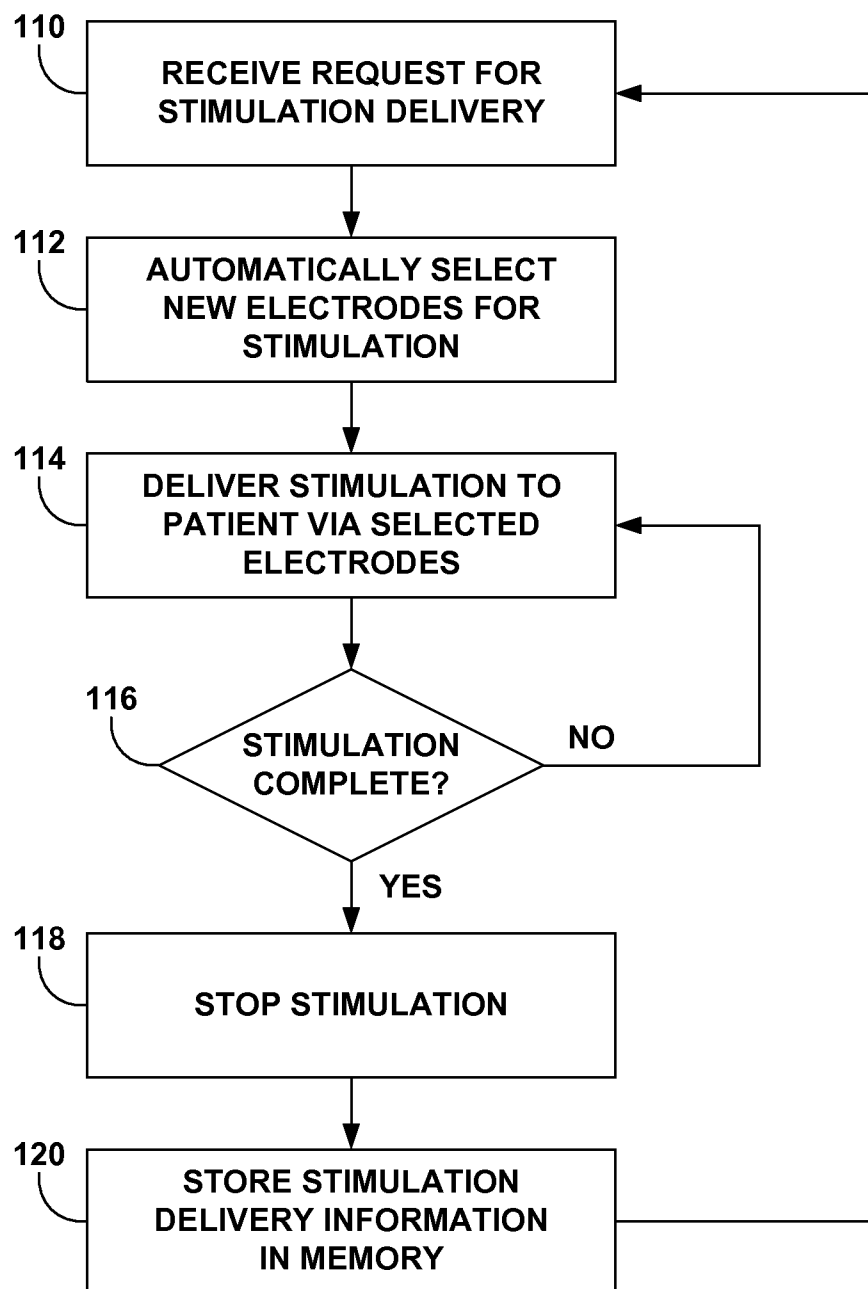 110
RECEIVE REQUEST FOR
STIMULATION DELIVERY
112
AUTOMATICALLY SELECT
NEW ELECTRODES FOR
STIMULATION
114
DELIVER STIMULATION TO
PATIENT VIA SELECTED
ELECTRODES
116
STIMULATION
COMPLETE?
NO
YES
118
STOP STIMULATION
120
STORE STIMULATION
DELIVERY INFORMATION
IN MEMORY